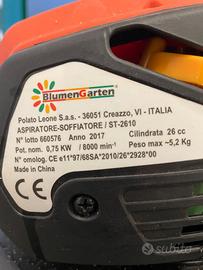 BlumenGarten
Polato Leone S.a.s. - 36051 Creazzo, VI - ITALIA
ASPIRATORE-SOFFIATORE / ST-2610
N° lotto 660576 Anno 2017 Cilindrata 26 cc
Pot. nom. 0,75 KW / 8000 min⁻¹ Peso max ~5,2 Kg
N° omolog. CE e11*97/68SA*2010/26*2928*00
Made in China
CE
subito